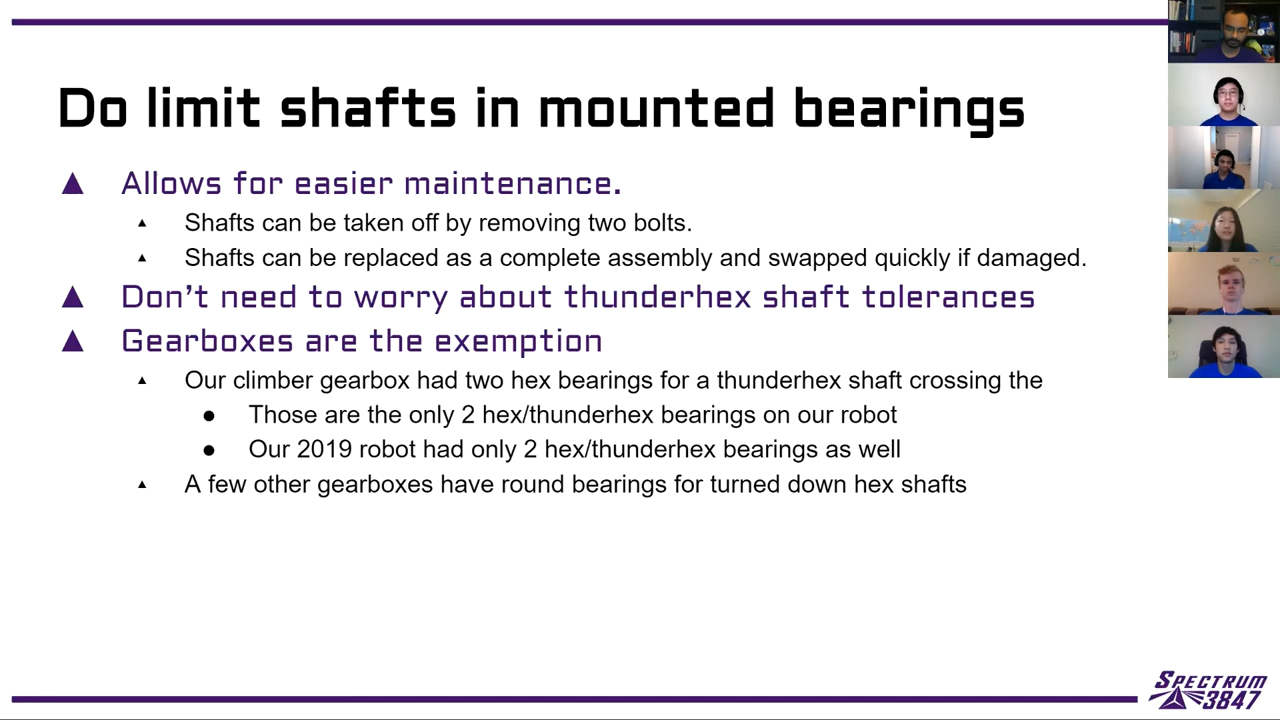 Do limit shafts in mounted bearings
Allows for easier maintenance.
Shafts can be taken off by removing two bolts.
Shafts can be replaced as a complete assembly and swapped quickly if damaged.
Don't need to worry about thunderhex shaft tolerances
Gearboxes are the exemption
Our climber gearbox had two hex bearings for a thunderhex shaft crossing the
Those are the only 2 hex/thunderhex bearings on our robot
Our 2019 robot had only 2 hex/thunderhex bearings as well
A few other gearboxes have round bearings for turned down hex shafts
SPECTRUM
3847